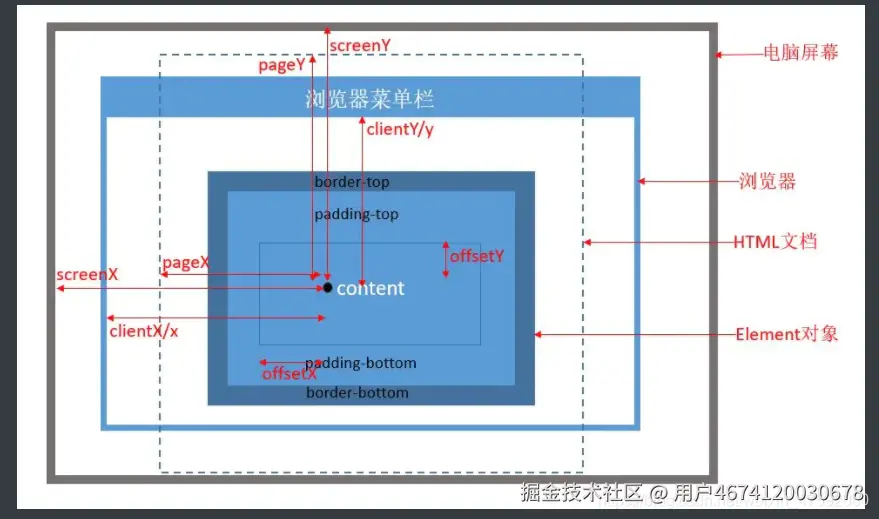 screenY
电脑屏幕
pageY
浏览器菜单栏
clientY/y
border-top
浏览器
padding-top
HTML文档
offsetY
pageX
screenX
content
clientX/x
Element对象
padding-bottom
offsetX
border-bottom
掘金技术社区 @ 用户4674120030678